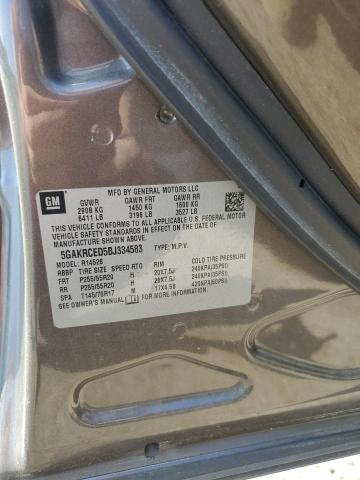 GM
MFD BY GENERAL MOTORS LLC
GVWR GAWR FRT GAWR RR
2908 KG 1450 KG 1600 KG
6411 LB 3196 LB 3527 LB
THIS VEHICLE CONFORMS TO ALL APPLICABLE U.S. FEDERAL MOTOR
VEHICLE SAFETY STANDARDS IN EFFECT ON THE DATE OF
MANUFACTURE SHOWN ABOVE.
5GAKRCED5BJ334583 TYPE: M.P.V.
MODEL: R14526
RBBP TIRE SIZE SPEED RTG RIM COLD TIRE PRESSURE
FRT P255/55R20 H 20X7.5J 240KPA(35PSI)
RR P255/55R20 H 20X7.5J 240KPA(35PSI)
SPA T145/70R17 M 17X4.5B 420KPA(60PSI)
SEE OWNER'S MANUAL FOR ADDITIONAL INFORMATION.